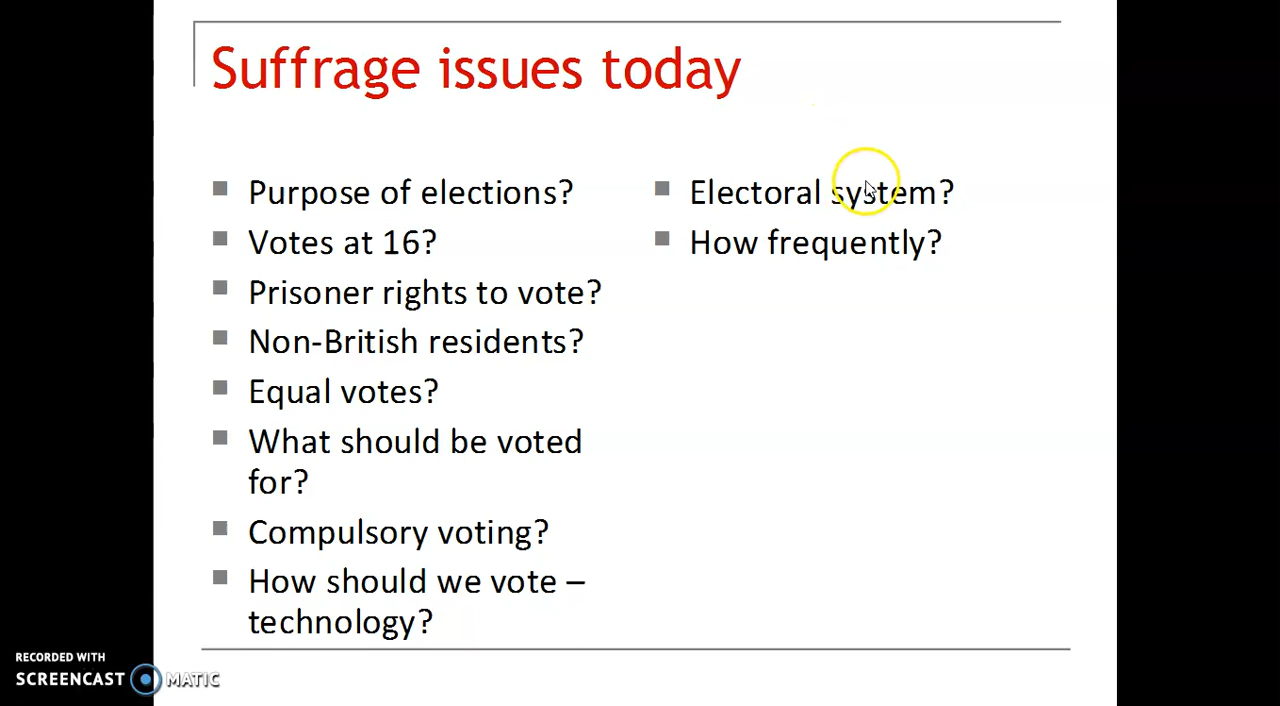 Suffrage issues today
Purpose of elections?
Votes at 16?
Prisoner rights to vote?
Non-British residents?
Equal votes?
What should be voted
for?
Compulsory voting?
How should we vote –
technology?
Electoral system?
How frequently?
RECORDED WITH
SCREENCAST MATIC